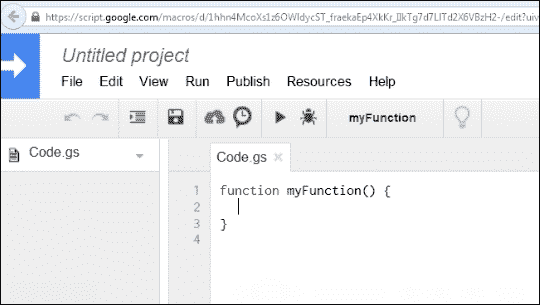 https://script.google.com/macros/d/1hhn4McoXs1z6OWldycST_fraekaEp4XkKr_IlkTg7d7LlTd2X6VBzH2-/edit?uiv
Untitled project
File Edit View Run Publish Resources Help
myFunction
Code.gs
Code.gs
1 function myFunction() {
2
3 }
4